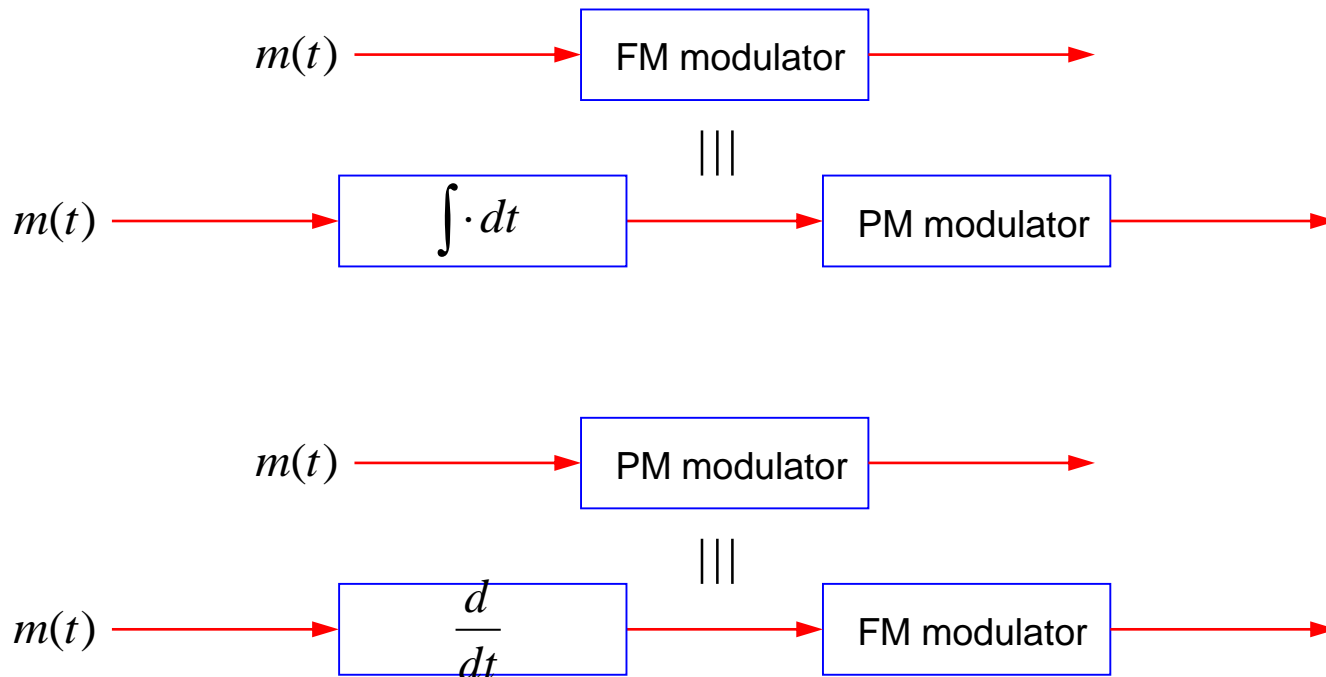 m(t) FM modulator
|||
m(t) ∫ · dt PM modulator
m(t) PM modulator
|||
m(t) d/dt FM modulator